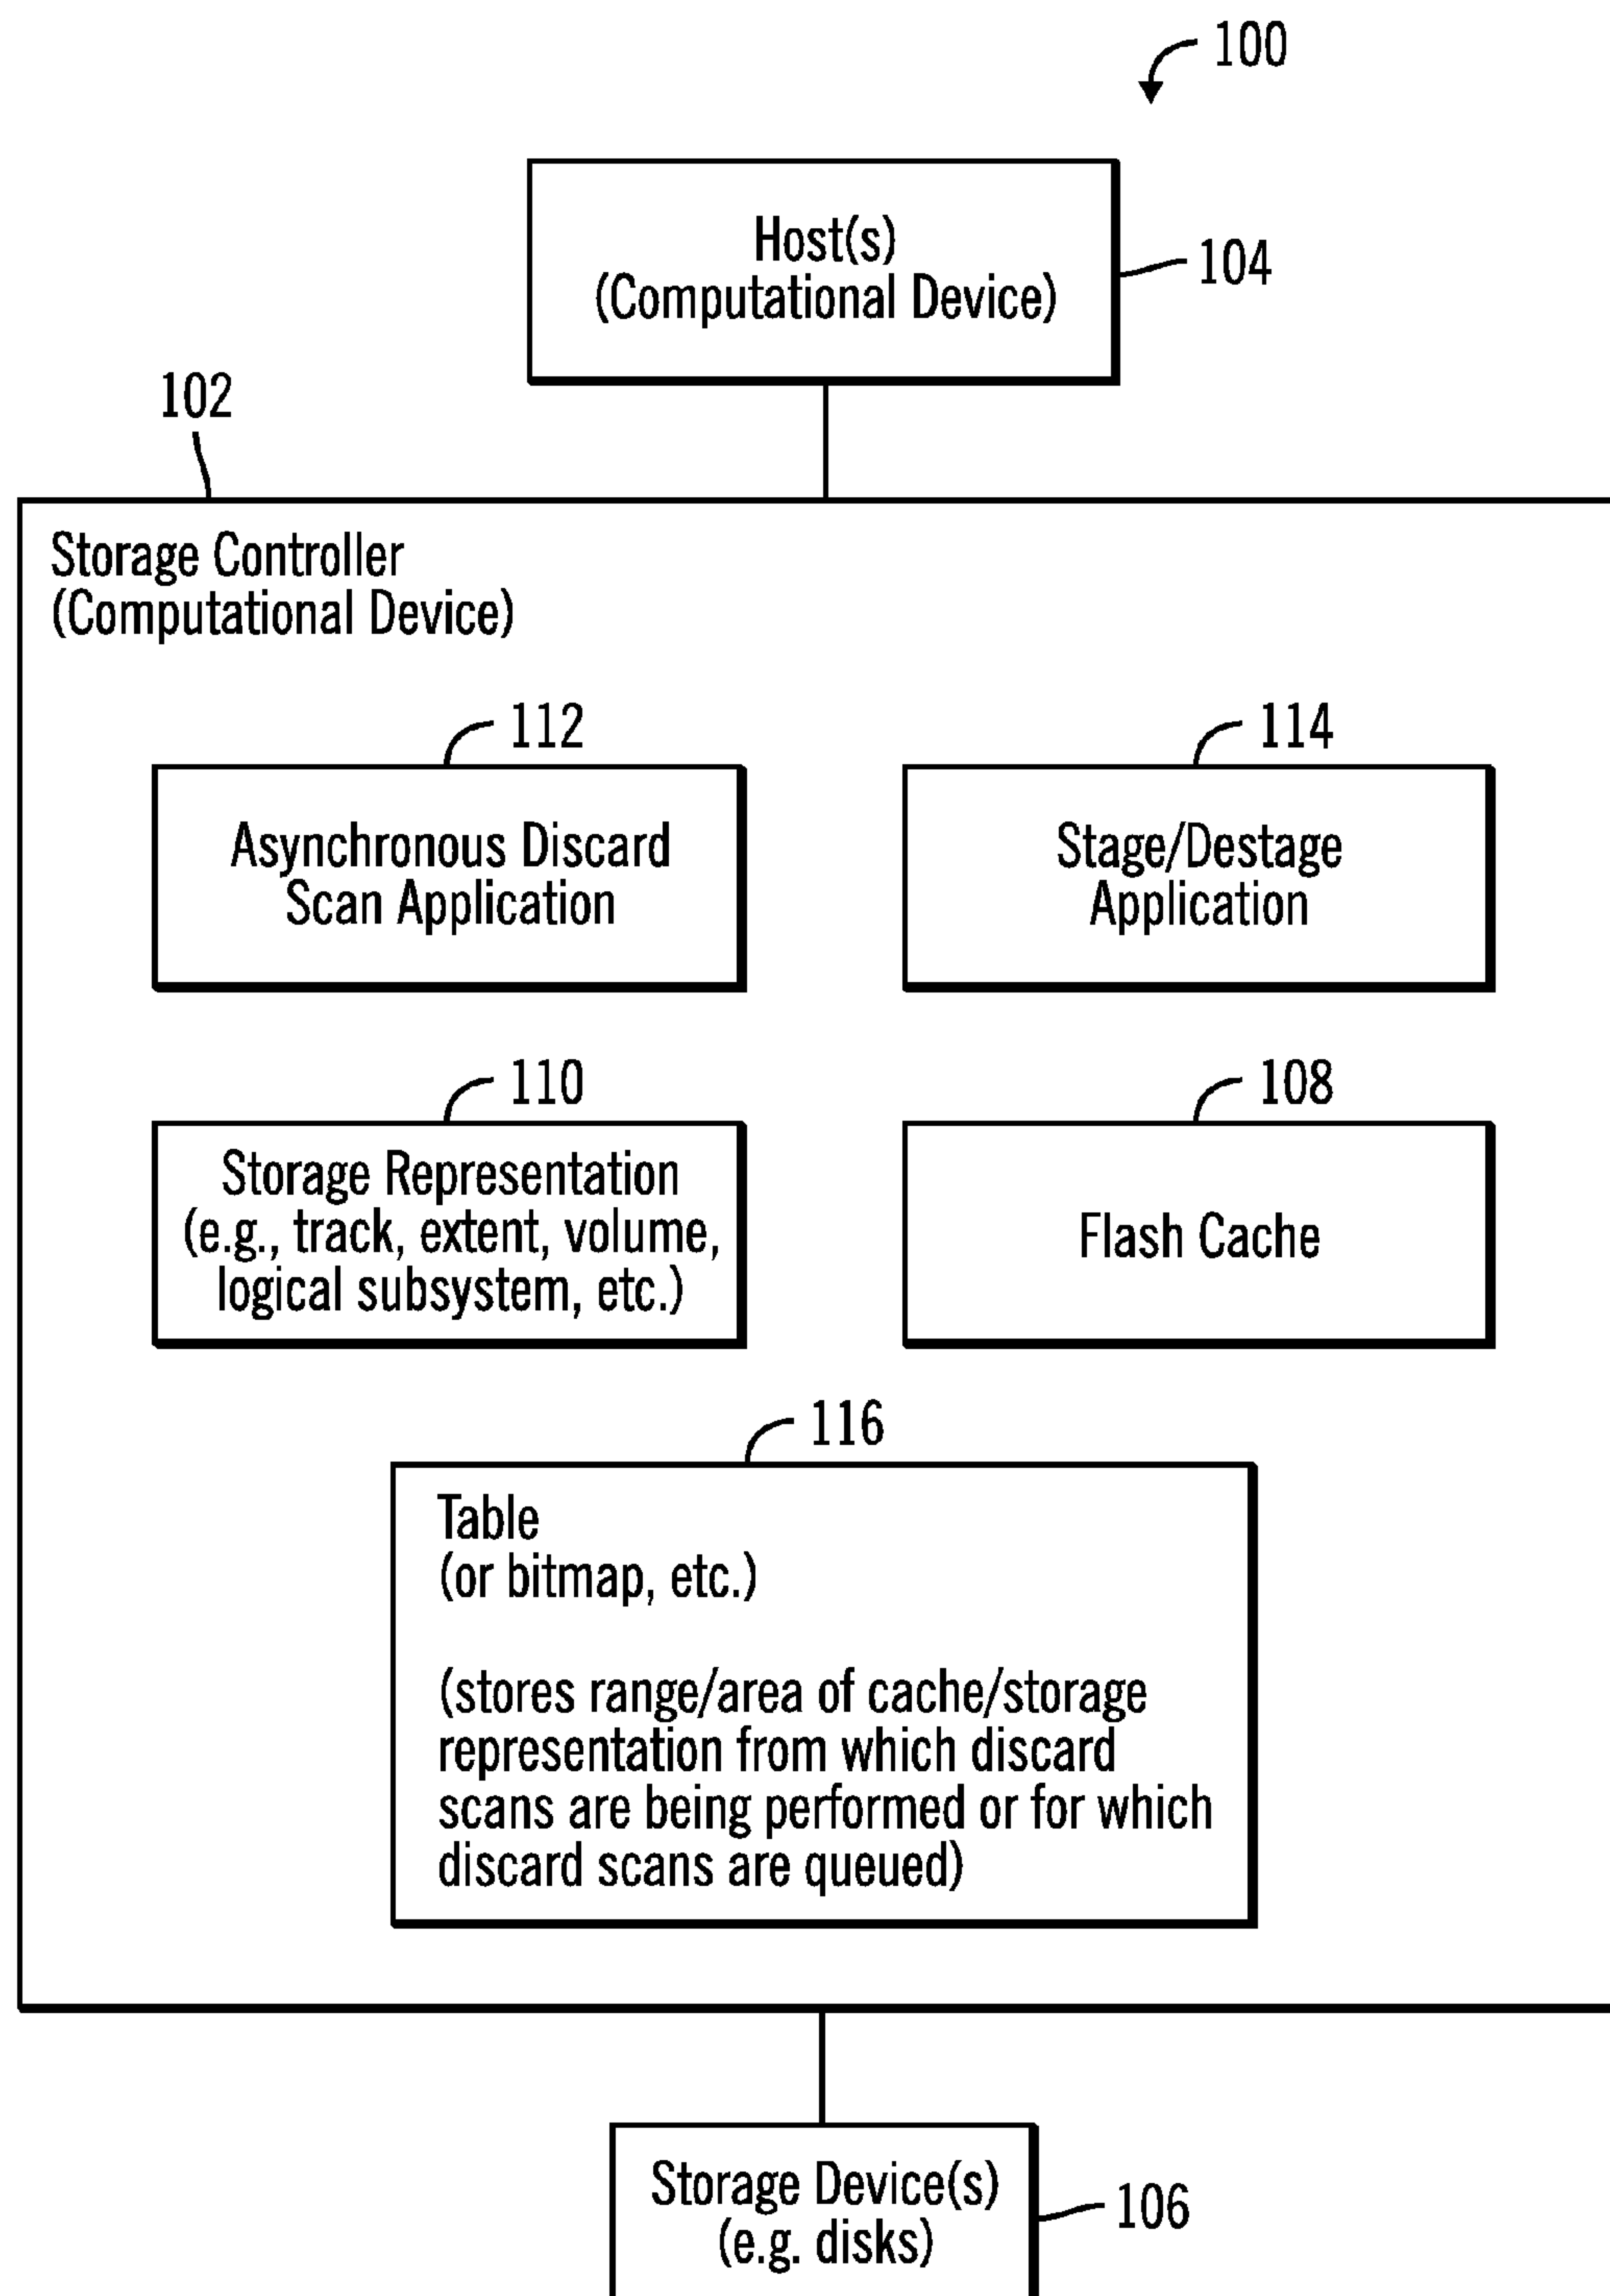 100
Host(s)
(Computational Device)
104
102
Storage Controller
(Computational Device)
112
Asynchronous Discard
Scan Application
114
Stage/Destage
Application
110
Storage Representation
(e.g., track, extent, volume,
logical subsystem, etc.)
108
Flash Cache
116
Table
(or bitmap, etc.)
(stores range/area of cache/storage
representation from which discard
scans are being performed or for which
discard scans are queued)
Storage Device(s)
(e.g. disks)
106